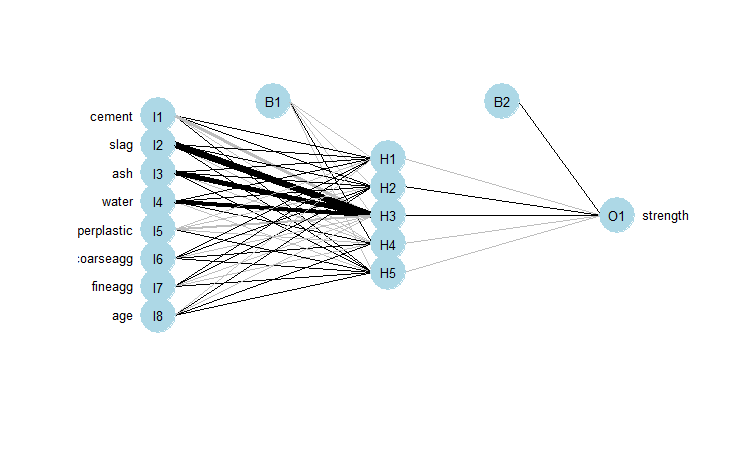 B1
B2
cement I1
slag I2
ash I3
water I4
perplastic I5
:oarseagg I6
fineagg I7
age I8
H1
H2
H3
H4
H5
O1 strength